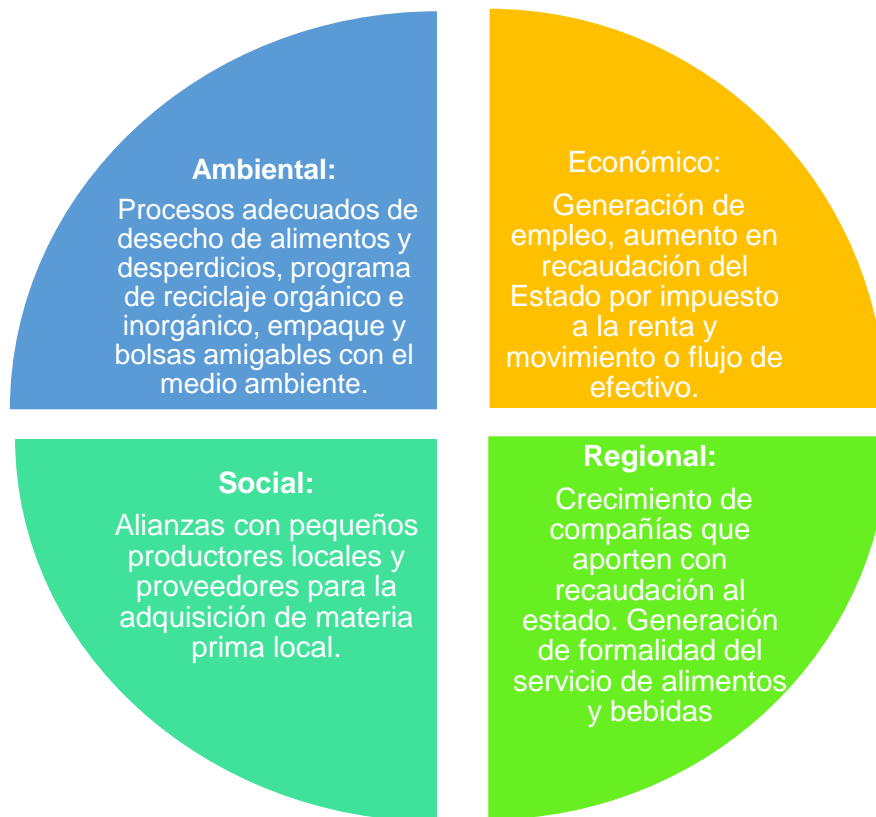 Ambiental:
Procesos adecuados de
desecho de alimentos y
desperdicios, programa
de reciclaje orgánico e
inorgánico, empaque y
bolsas amigables con el
medio ambiente.
Económico:
Generación de
empleo, aumento en
recaudación del
Estado por impuesto
a la renta y
movimiento o flujo de
efectivo.
Social:
Alianzas con pequeños
productores locales y
proveedores para la
adquisición de materia
prima local.
Regional:
Crecimiento de
compañías que
aporten con
recaudación al
estado. Generación
de formalidad del
servicio de alimentos
y bebidas